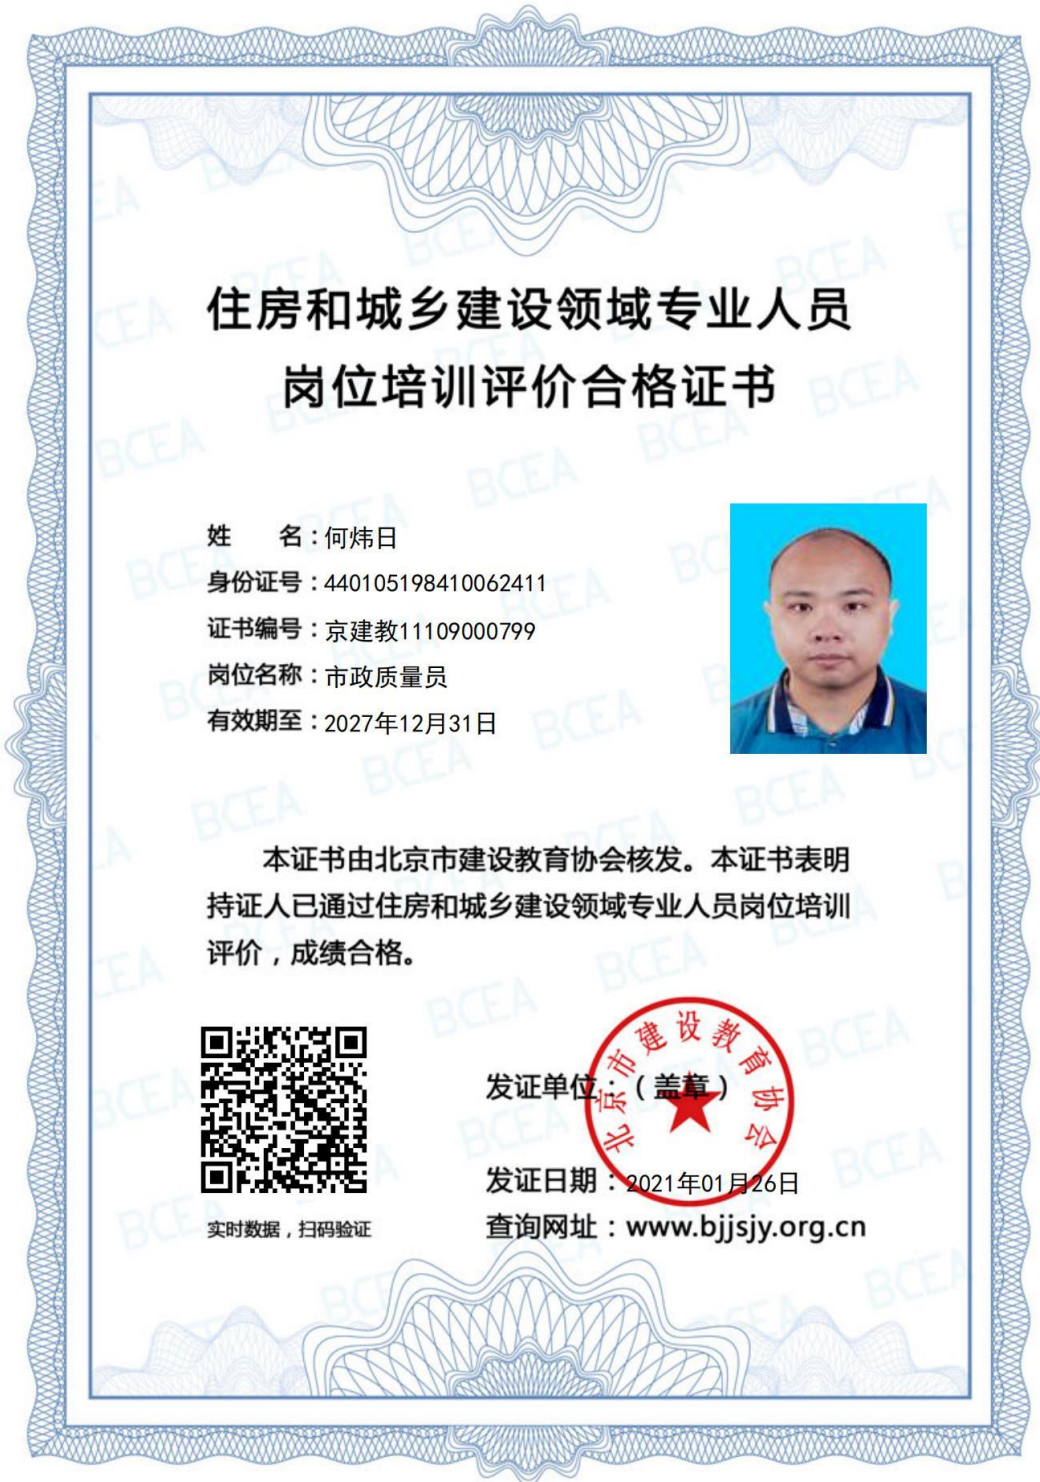 住房和城乡建设领域专业人员
岗位培训评价合格证书
姓　　名：何炜日
身份证号：440105198410062411
证书编号：京建教11109000799
岗位名称：市政质量员
有效期至：2027年12月31日
本证书由北京市建设教育协会核发。本证书表明
持证人已通过住房和城乡建设领域专业人员岗位培训
评价，成绩合格。
北京市建设教育协会
发证单位：（盖章）
发证日期：2021年01月26日
查询网址：www.bjjsjy.org.cn
实时数据，扫码验证
BCEA